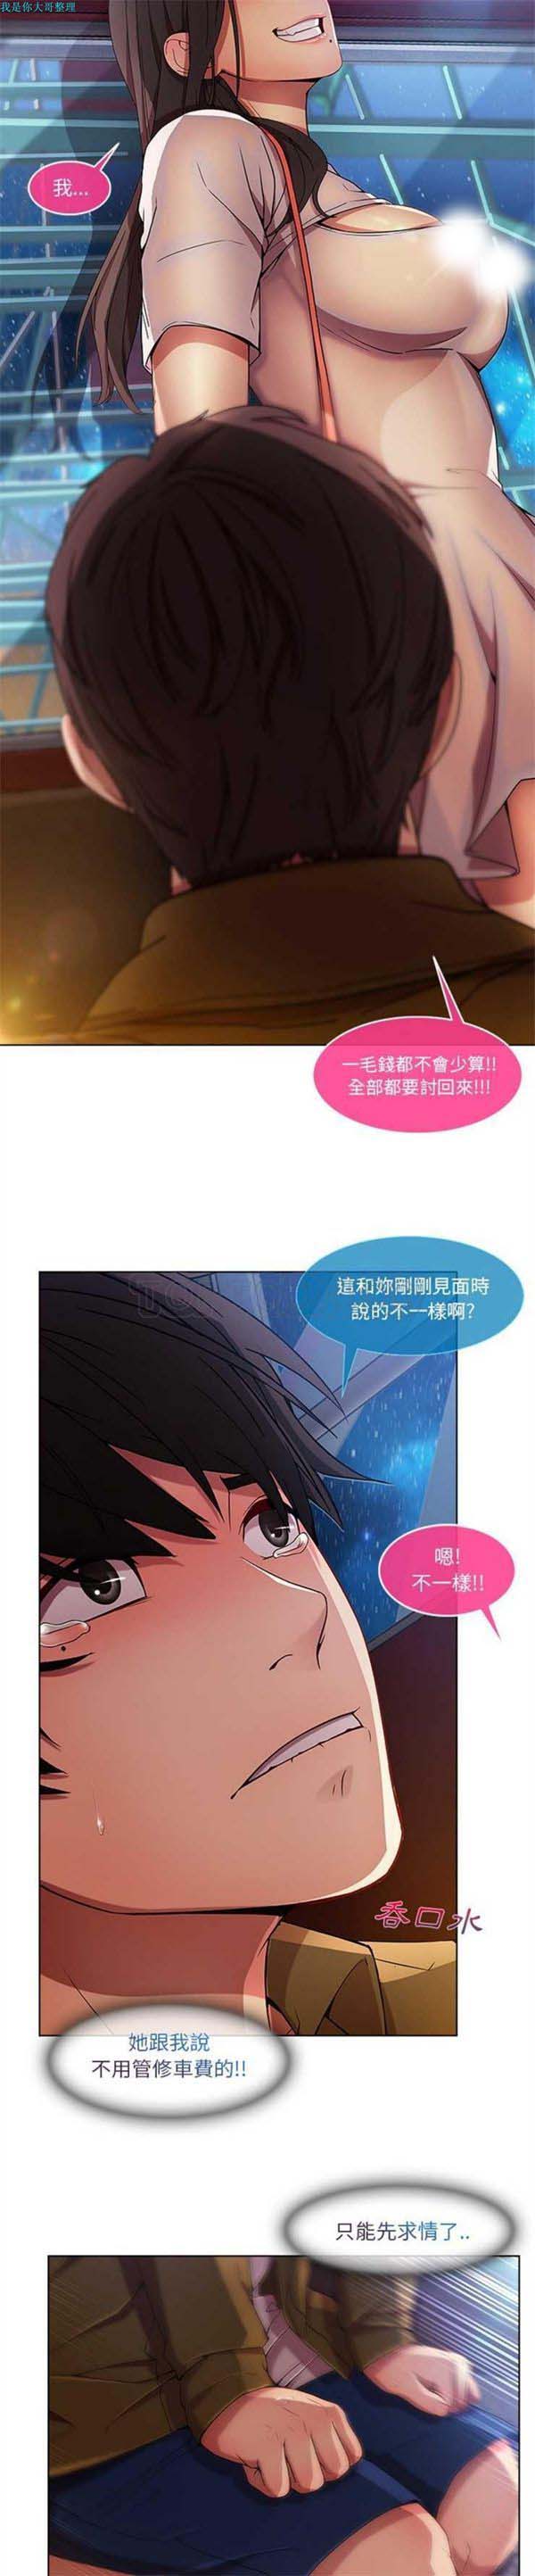 我是你大哥整理
我...
一毛錢都不會少算!!
全部都要討回來!!!
這和妳剛剛見面時
說的不一樣啊?
嗯!
不一樣!!
吞口水
她跟我說
不用管修車費的!!
只能先求情了..